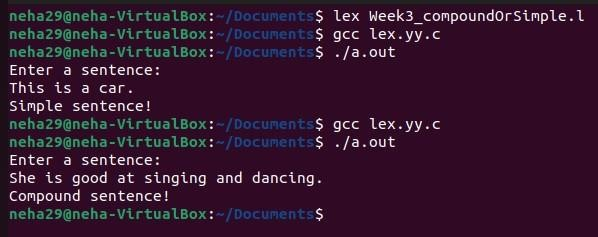 neha29@neha-VirtualBox:~/Documents$ lex Week3_compoundOrSimple.l
neha29@neha-VirtualBox:~/Documents$ gcc lex.yy.c
neha29@neha-VirtualBox:~/Documents$ ./a.out
Enter a sentence:
This is a car.
Simple sentence!
neha29@neha-VirtualBox:~/Documents$ gcc lex.yy.c
neha29@neha-VirtualBox:~/Documents$ ./a.out
Enter a sentence:
She is good at singing and dancing.
Compound sentence!
neha29@neha-VirtualBox:~/Documents$